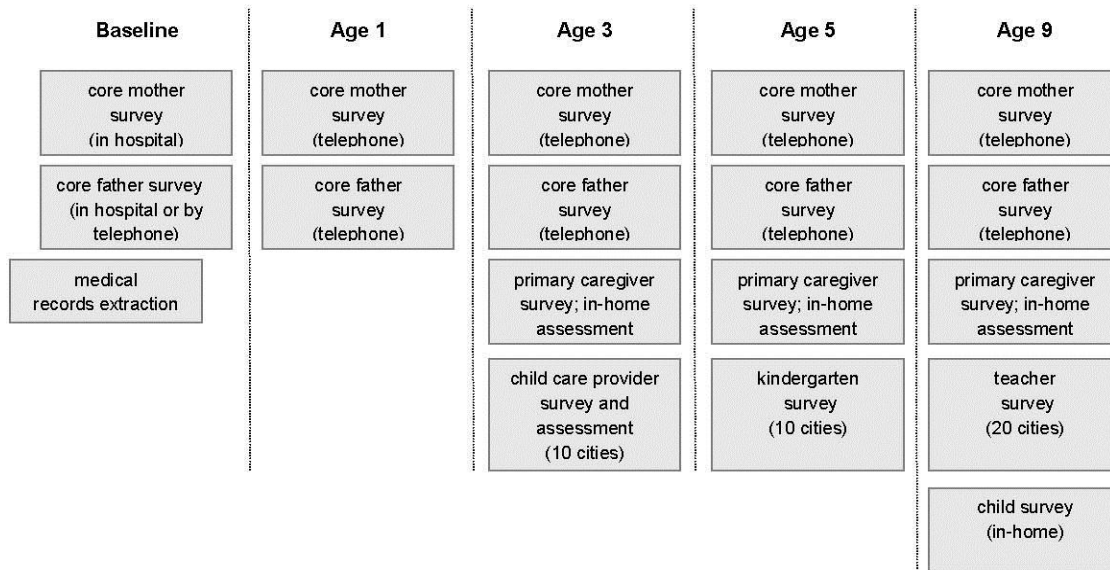 Baseline
Age 1
Age 3
Age 5
Age 9
core mother
survey
(in hospital)
core mother
survey
(telephone)
core mother
survey
(telephone)
core mother
survey
(telephone)
core mother
survey
(telephone)
core father survey
(in hospital or by
telephone)
core father
survey
(telephone)
core father
survey
(telephone)
core father
survey
(telephone)
core father
survey
(telephone)
medical
records extraction
primary caregiver
survey; in-home
assessment
primary caregiver
survey; in-home
assessment
primary caregiver
survey; in-home
assessment
child care provider
survey and
assessment
(10 cities)
kindergarten
survey
(10 cities)
teacher
survey
(20 cities)
child survey
(in-home)